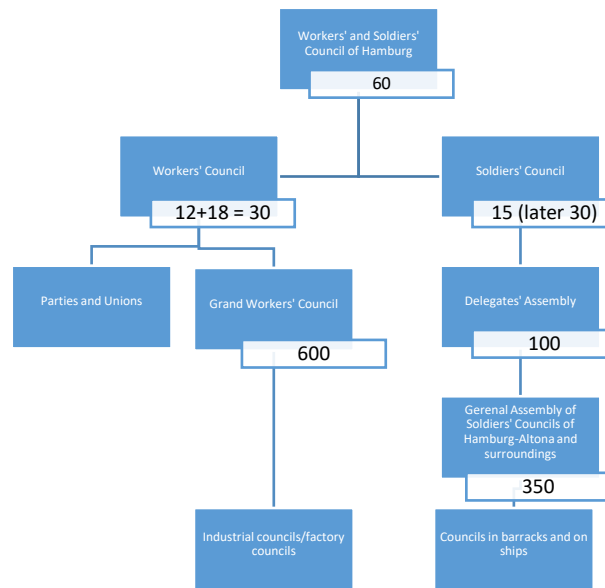 Workers' and Soldiers'
Council of Hamburg
60
Workers' Council
12+18 = 30
Soldiers' Council
15 (later 30)
Parties and Unions
Grand Workers' Council
600
Delegates' Assembly
100
Gerenal Assembly of
Soldiers' Councils of
Hamburg-Altona and
surroundings
350
Industrial councils/factory
councils
Councils in barracks and on
ships